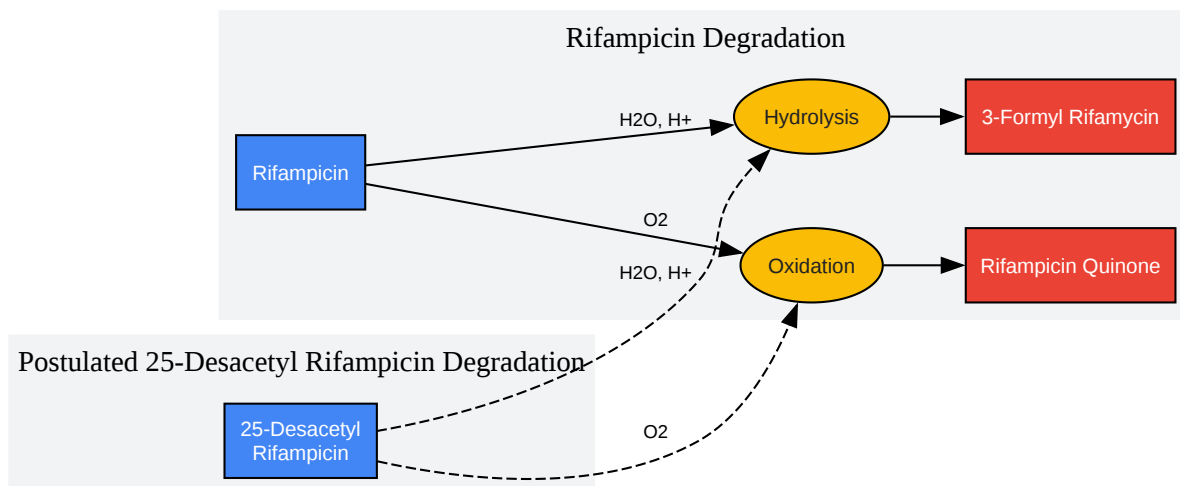 Rifampicin Degradation
H2O, H+
Hydrolysis
3-Formyl Rifamycin
Rifampicin
O2
Oxidation
Rifampicin Quinone
H2O, H+
Postulated 25-Desacetyl Rifampicin Degradation
25-Desacetyl
Rifampicin
O2